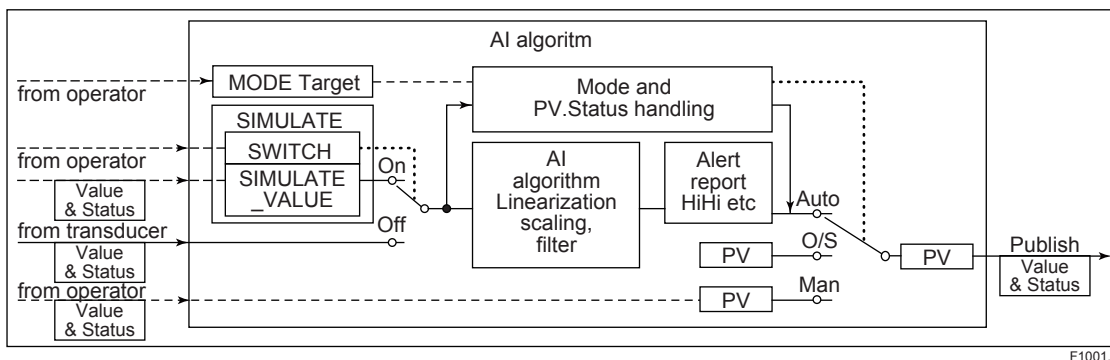 AI algoritm
from operator
MODE Target
Mode and
PV.Status handling
SIMULATE
from operator
SWITCH
SIMULATE
_VALUE
Value
& Status
On
Off
AI
algorithm
Linearization
scaling,
filter
Alert
report
HiHi etc
Auto
O/S
Man
from transducer
Value
& Status
PV
PV
PV
Publish
Value
& Status
from operator
Value
& Status
F1001.